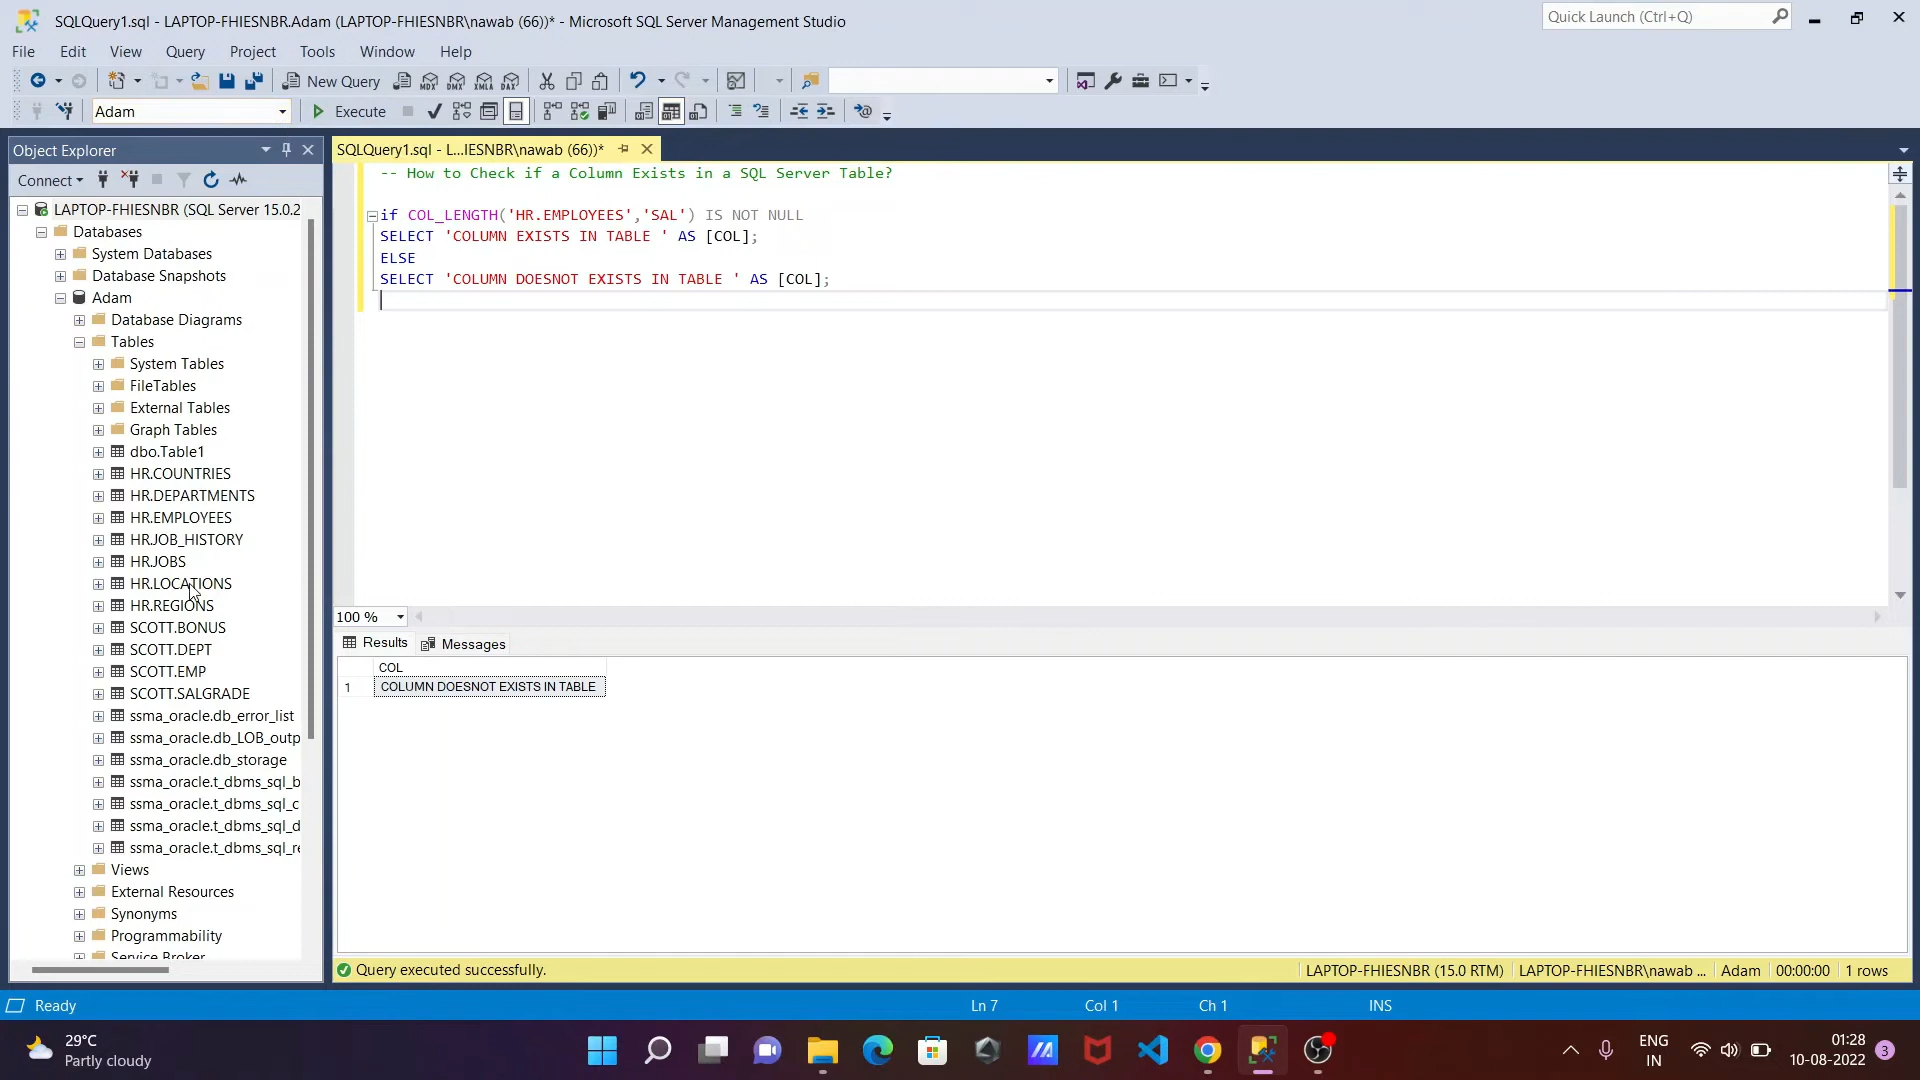 SQLQuery1.sql - LAPTOP-FHIESNBR.Adam (LAPTOP-FHIESNBR\nawab (66))* - Microsoft SQL Server Management Studio
Quick Launch (Ctrl+Q)
File Edit View Query Project Tools Window Help
New Query
MDX DMX XMLA DAX
Adam
Execute
Object Explorer
SQLQuery1.sql - L...IESNBR\nawab (66))*
Connect
-- How to Check if a Column Exists in a SQL Server Table?
if COL_LENGTH('HR.EMPLOYEES','SAL') IS NOT NULL
SELECT 'COLUMN EXISTS IN TABLE ' AS [COL];
ELSE
SELECT 'COLUMN DOESNOT EXISTS IN TABLE ' AS [COL];
LAPTOP-FHIESNBR (SQL Server 15.0.2
Databases
System Databases
Database Snapshots
Adam
Database Diagrams
Tables
System Tables
FileTables
External Tables
Graph Tables
dbo.Table1
HR.COUNTRIES
HR.DEPARTMENTS
HR.EMPLOYEES
HR.JOB_HISTORY
HR.JOBS
HR.LOCATIONS
HR.REGIONS
SCOTT.BONUS
SCOTT.DEPT
SCOTT.EMP
SCOTT.SALGRADE
ssma_oracle.db_error_list
ssma_oracle.db_LOB_outp
ssma_oracle.db_storage
ssma_oracle.t_dbms_sql_b
ssma_oracle.t_dbms_sql_c
ssma_oracle.t_dbms_sql_d
ssma_oracle.t_dbms_sql_re
Views
External Resources
Synonyms
Programmability
Service Broker
100 %
Results Messages
COL
1 COLUMN DOESNOT EXISTS IN TABLE
Query executed successfully.
LAPTOP-FHIESNBR (15.0 RTM) LAPTOP-FHIESNBR\nawab ... Adam 00:00:00 1 rows
Ready Ln 7 Col 1 Ch 1 INS
29°C
Partly cloudy
ENG
IN
01:28
10-08-2022
3